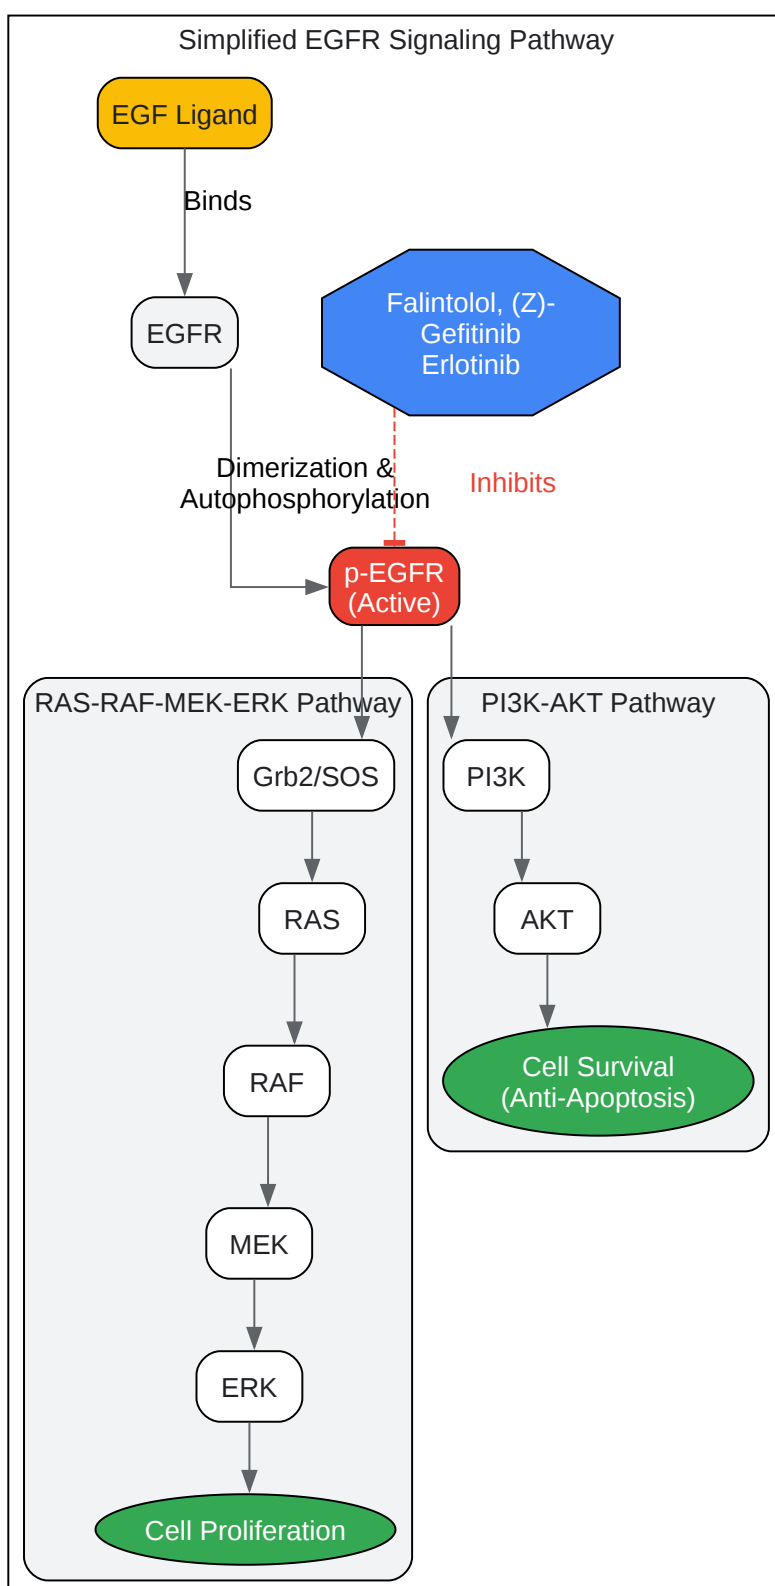 Simplified EGFR Signaling Pathway
EGF Ligand
Binds
EGFR
Falintolol, (Z)-
Gefitinib
Erlotinib
Dimerization &
Autophosphorylation
Inhibits
p-EGFR
(Active)
RAS-RAF-MEK-ERK Pathway
Grb2/SOS
RAS
RAF
MEK
ERK
Cell Proliferation
PI3K-AKT Pathway
PI3K
AKT
Cell Survival
(Anti-Apoptosis)